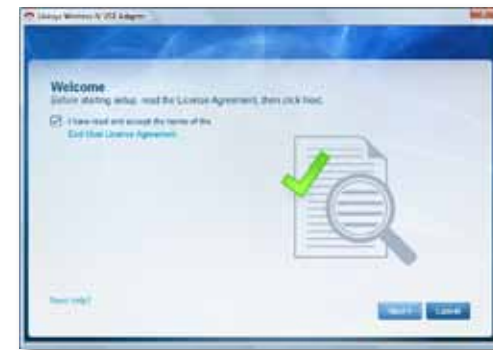 Linksys Wireless-N USB Adapter
Welcome
Before starting setup, read the License Agreement, then click Next.
I have read and accept the terms of the
End User License Agreement.
Need help?
Next
Cancel